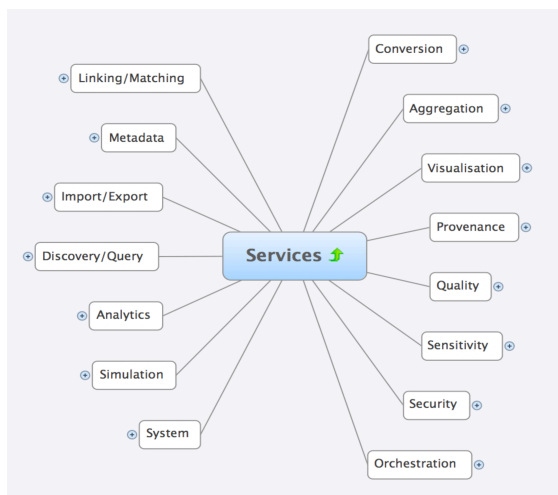 Conversion
Linking/Matching
Aggregation
Metadata
Visualisation
Import/Export
Provenance
Services
Discovery/Query
Quality
Analytics
Sensitivity
Simulation
Security
System
Orchestration